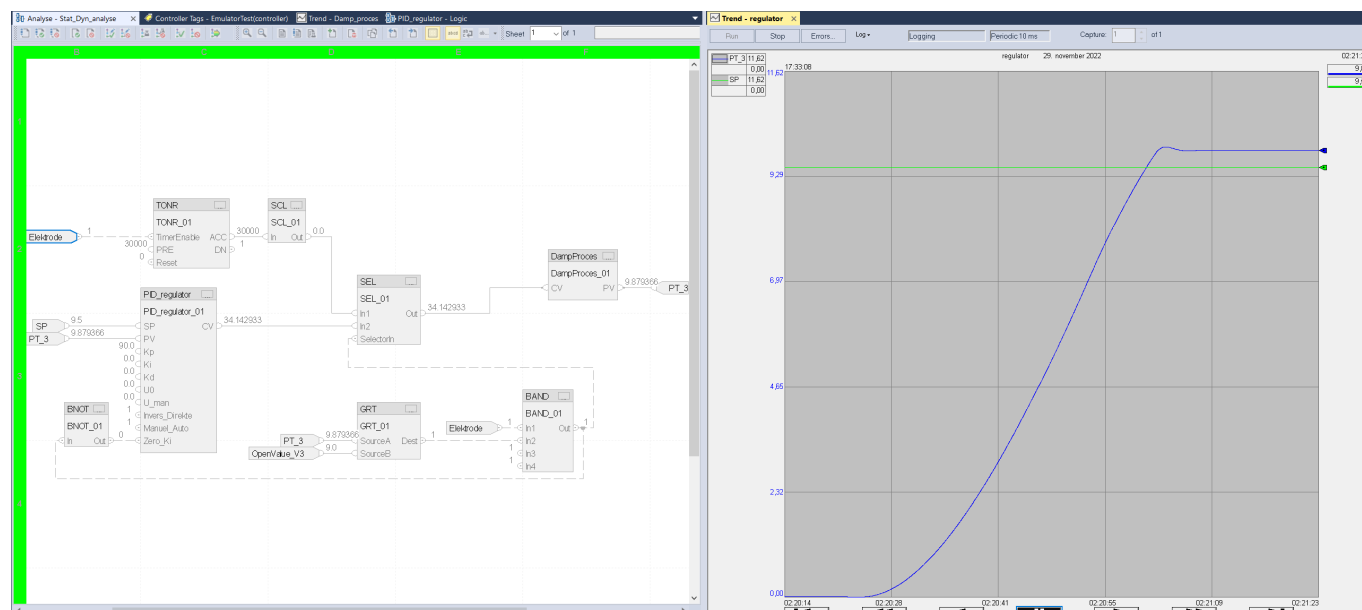 Analyse - Stat_Dyn_analyse
Controller Tags - EmulatorTest(controller)
Trend - Damp_proces
PID_regulator - Logic
Trend - regulator
Sheet 1 of 1
Run
Stop
Errors...
Log
Logging
Periodic 10 ms
Capture: 1 of 1
PT_3 11,62
0,00
SP 11,62
0,00
regulator 29. november 2022
17:33:08
11,62
9,29
6,97
4,65
2,32
0,00
02:20:14
02:20:28
02:20:41
02:20:55
02:21:09
02:21:23
TONR
TONR_01
Elektrode
1
TimerEnable ACC
30000
30000
PRE DN
1
0
Reset
SCL
SCL_01
In Out
0.0
PID_regulator
PID_regulator_01
SP
9.5
SP CV
34.142933
PT_3
9.879366
PV
90.0
Kp
0.0
Ki
0.0
Kd
0.0
U0
0.0
U_man
1
Invers_Direkte
1
Manuel_Auto
Zero_Ki
BNOT
BNOT_01
In Out
0
SEL
SEL_01
In1 Out
34.142933
In2
SelectorIn
DampProces
DampProces_01
CV PV
9.879366
PT_3
GRT
GRT_01
PT_3
9.879366
SourceA Dest
1
OpenValue_V3
9.0
SourceB
BAND
BAND_01
Elektrode
1
In1 Out
1
In2
1
In3
1
In4